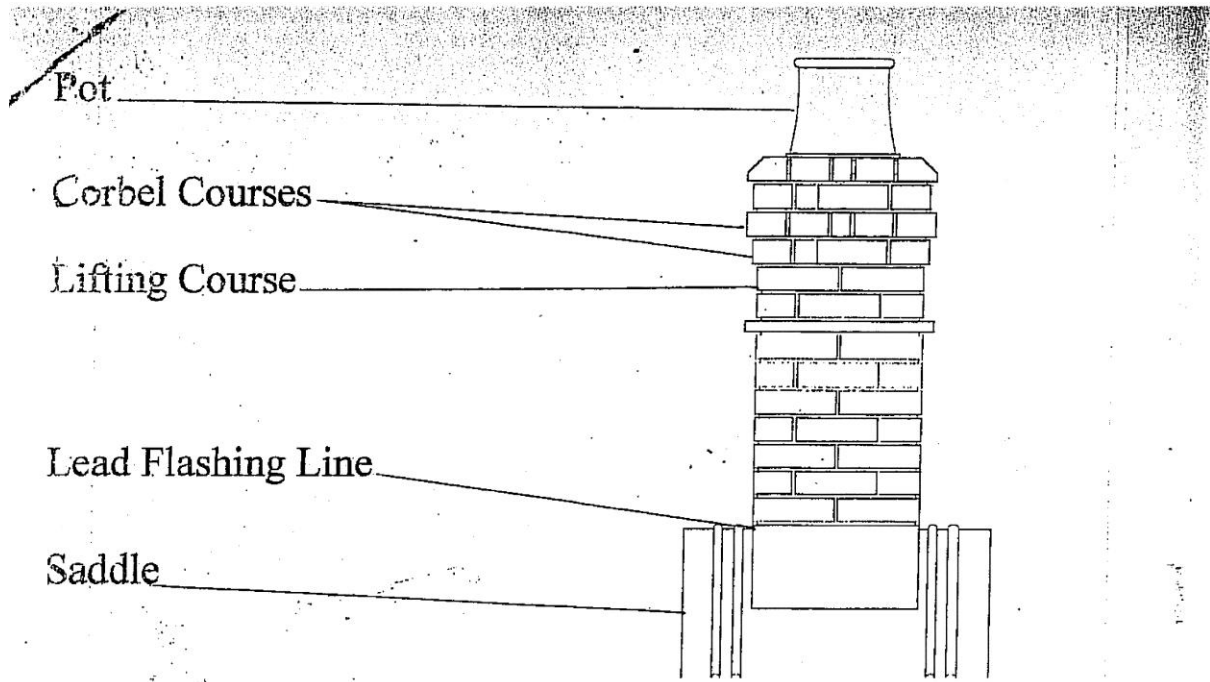 Pot
Corbel Courses
Lifting Course
Lead Flashing Line
Saddle